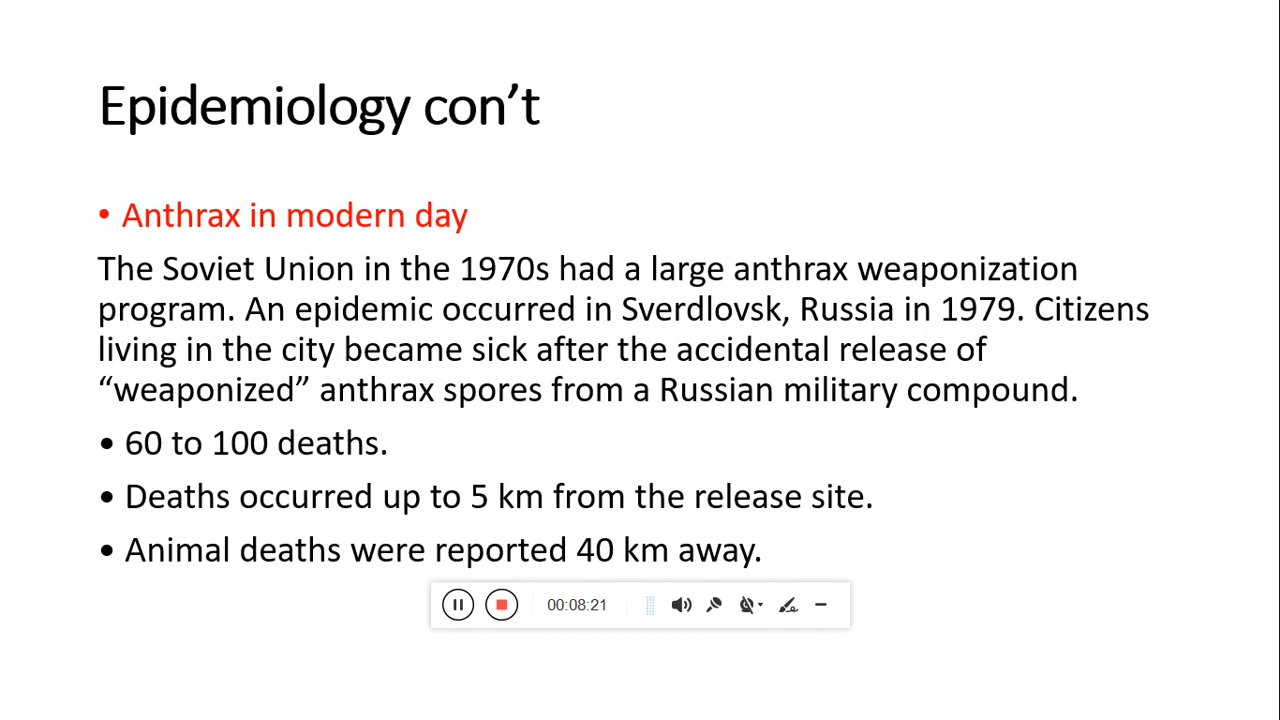 Epidemiology con’t
• Anthrax in modern day
The Soviet Union in the 1970s had a large anthrax weaponization
program. An epidemic occurred in Sverdlovsk, Russia in 1979. Citizens
living in the city became sick after the accidental release of
“weaponized” anthrax spores from a Russian military compound.
• 60 to 100 deaths.
• Deaths occurred up to 5 km from the release site.
• Animal deaths were reported 40 km away.
00:08:21